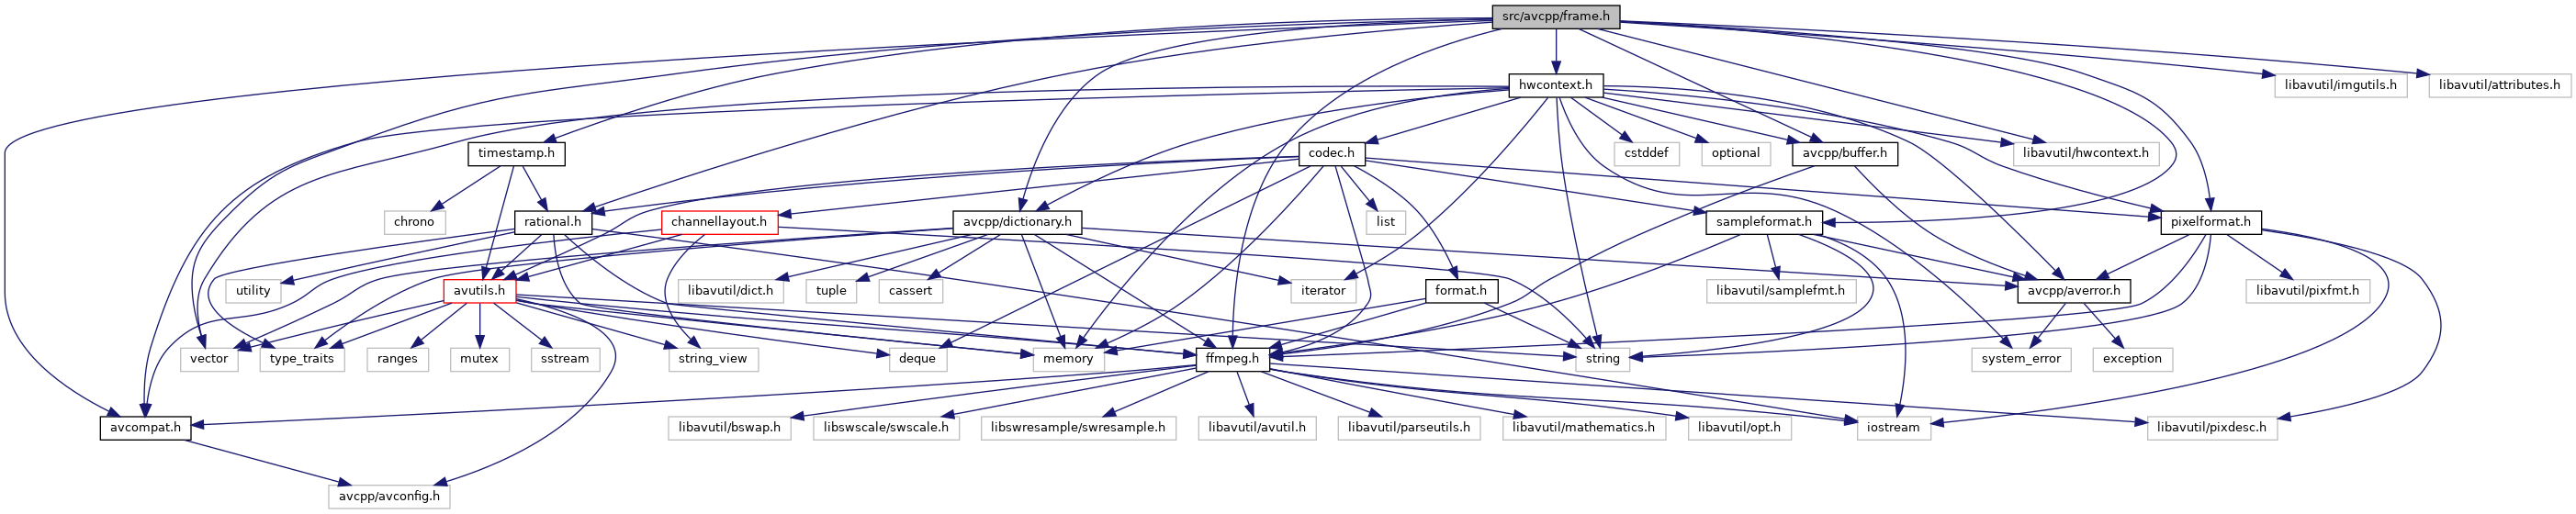 src/avcpp/frame.h
hwcontext.h
libavutil/imgutils.h
libavutil/attributes.h
timestamp.h
codec.h
cstddef
optional
avcpp/buffer.h
libavutil/hwcontext.h
chrono
rational.h
channellayout.h
avcpp/dictionary.h
list
sampleformat.h
pixelformat.h
utility
avutils.h
libavutil/dict.h
tuple
cassert
iterator
format.h
libavutil/samplefmt.h
avcpp/averror.h
libavutil/pixfmt.h
vector
type_traits
ranges
mutex
sstream
string_view
deque
memory
ffmpeg.h
string
system_error
exception
avcompat.h
libavutil/bswap.h
libswscale/swscale.h
libswresample/swresample.h
libavutil/avutil.h
libavutil/parseutils.h
libavutil/mathematics.h
libavutil/opt.h
iostream
libavutil/pixdesc.h
avcpp/avconfig.h